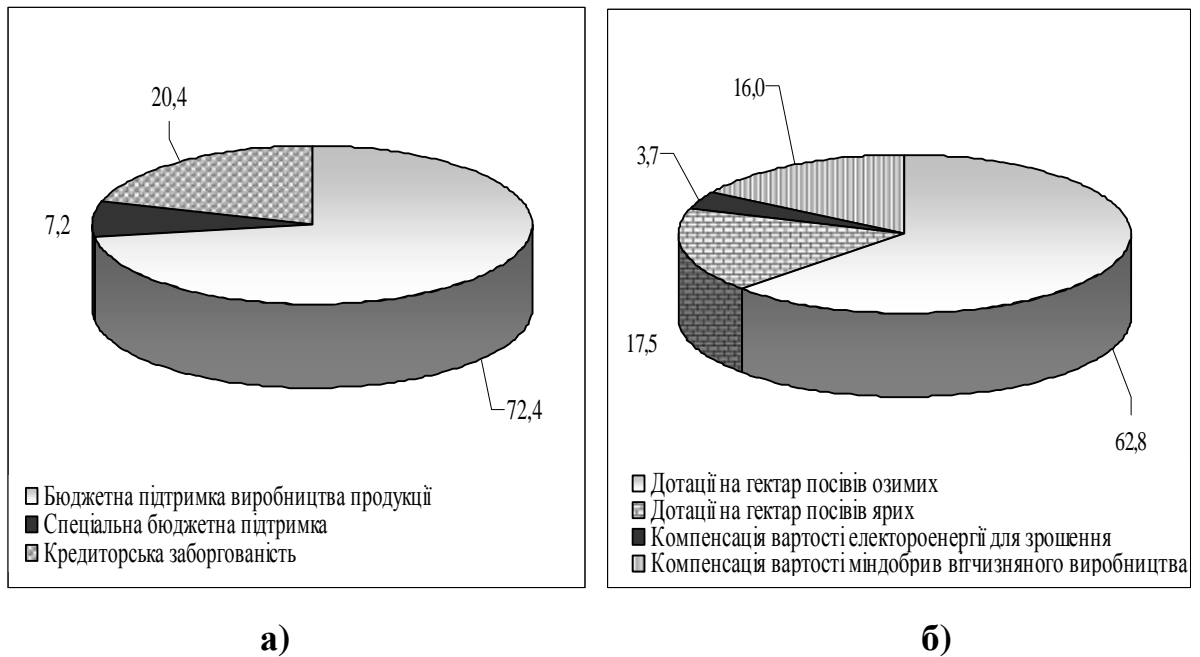 20,4
7,2
72,4
Бюджетна підтримка виробництва продукції
Спеціальна бюджетна підтримка
Кредиторська заборгованість
а)
16,0
3,7
17,5
62,8
Дотації на гектар посівів озимих
Дотації на гектар посівів ярих
Компенсація вартості електороенергії для зрошення
Компенсація вартості міндобрив вітчизняного виробництва
б)